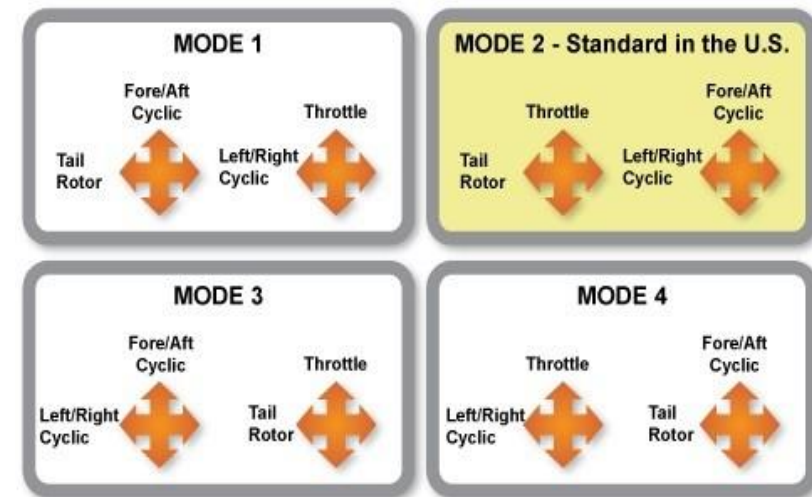 MODE 1
Fore/Aft
Cyclic
Throttle
Tail
Rotor
Left/Right
Cyclic
MODE 2 - Standard in the U.S.
Throttle
Fore/Aft
Cyclic
Tail
Rotor
Left/Right
Cyclic
MODE 3
Fore/Aft
Cyclic
Throttle
Left/Right
Cyclic
Tail
Rotor
MODE 4
Throttle
Fore/Aft
Cyclic
Left/Right
Cyclic
Tail
Rotor